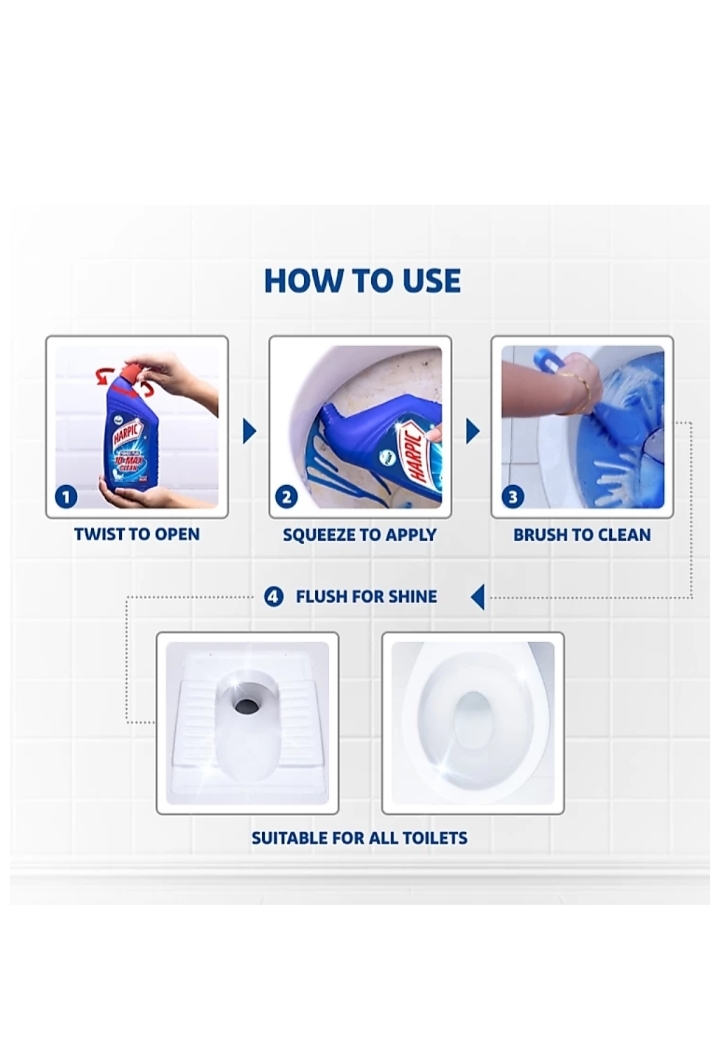 HOW TO USE
HARPIC
10X MAX
CLEAN
1
TWIST TO OPEN
HARPIC
2
SQUEEZE TO APPLY
3
BRUSH TO CLEAN
4 FLUSH FOR SHINE
SUITABLE FOR ALL TOILETS